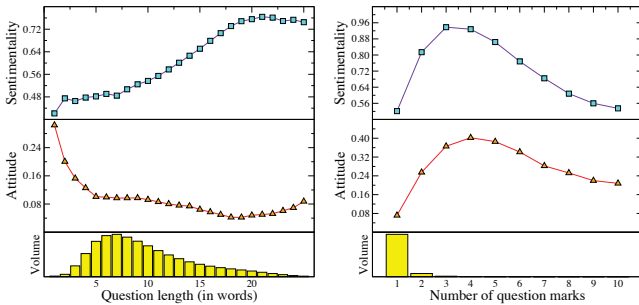 Sentimentality
0.72
0.64
0.56
0.48
Attitude
0.24
0.16
0.08
Volume
5 10 15 20
Question length (in words)
Sentimentality
0.96
0.88
0.80
0.72
0.64
0.56
Attitude
0.40
0.32
0.24
0.16
0.08
Volume
1 2 3 4 5 6 7 8 9 10
Number of question marks